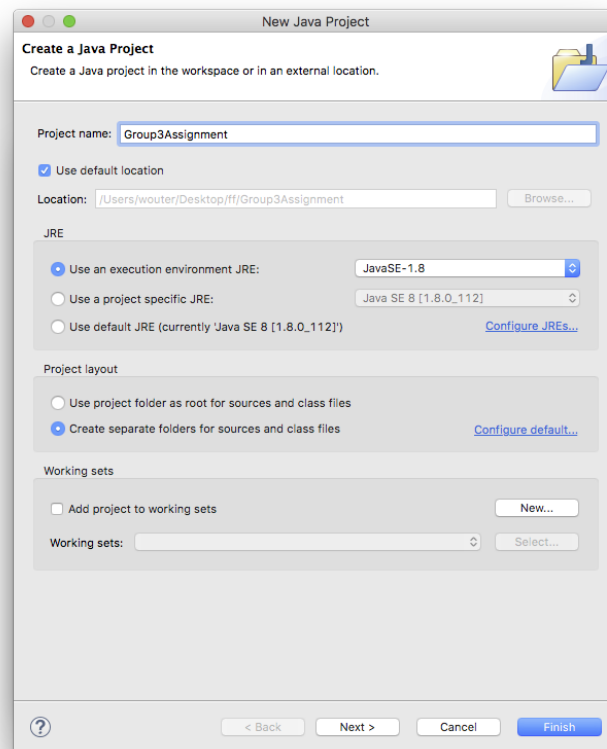 New Java Project
Create a Java Project
Create a Java project in the workspace or in an external location.
Project name: Group3Assignment
Use default location
Location: /Users/wouter/Desktop/ff/Group3Assignment Browse...
JRE
Use an execution environment JRE: JavaSE-1.8
Use a project specific JRE: Java SE 8 [1.8.0_112]
Use default JRE (currently 'Java SE 8 [1.8.0_112]') Configure JREs...
Project layout
Use project folder as root for sources and class files
Create separate folders for sources and class files Configure default...
Working sets
Add project to working sets New...
Working sets: Select...
? < Back Next > Cancel Finish